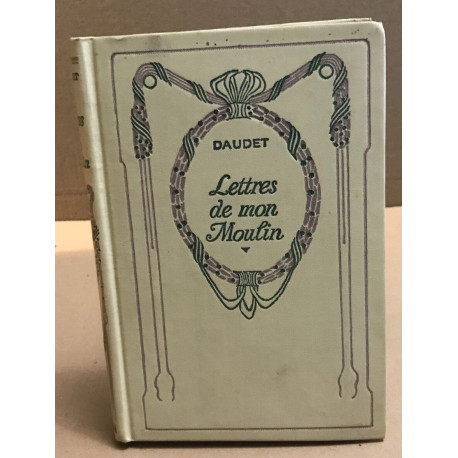 DAUDET
Lettres
de mon
Moulin